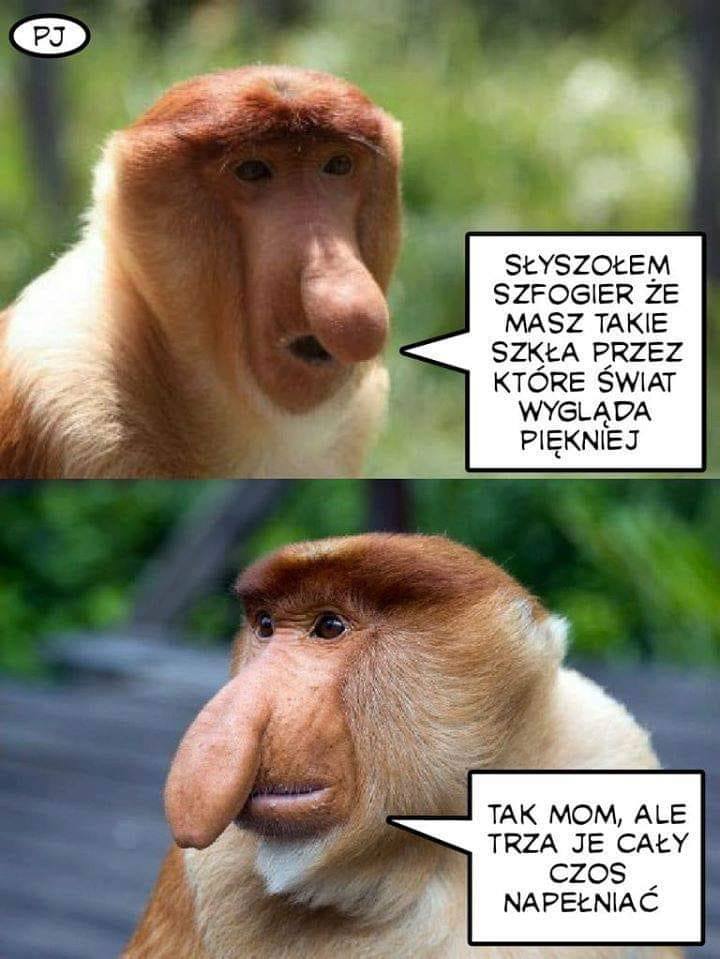 PJ
SŁYSZOŁEM
SZFOGIER ŻE
MASZ TAKIE
SZKŁA PRZEZ
KTÓRE ŚWIAT
WYGLĄDA
PIĘKNIEJ
TAK MOM, ALE
TRZA JE CAŁY
CZOS
NAPEŁNIAĆ